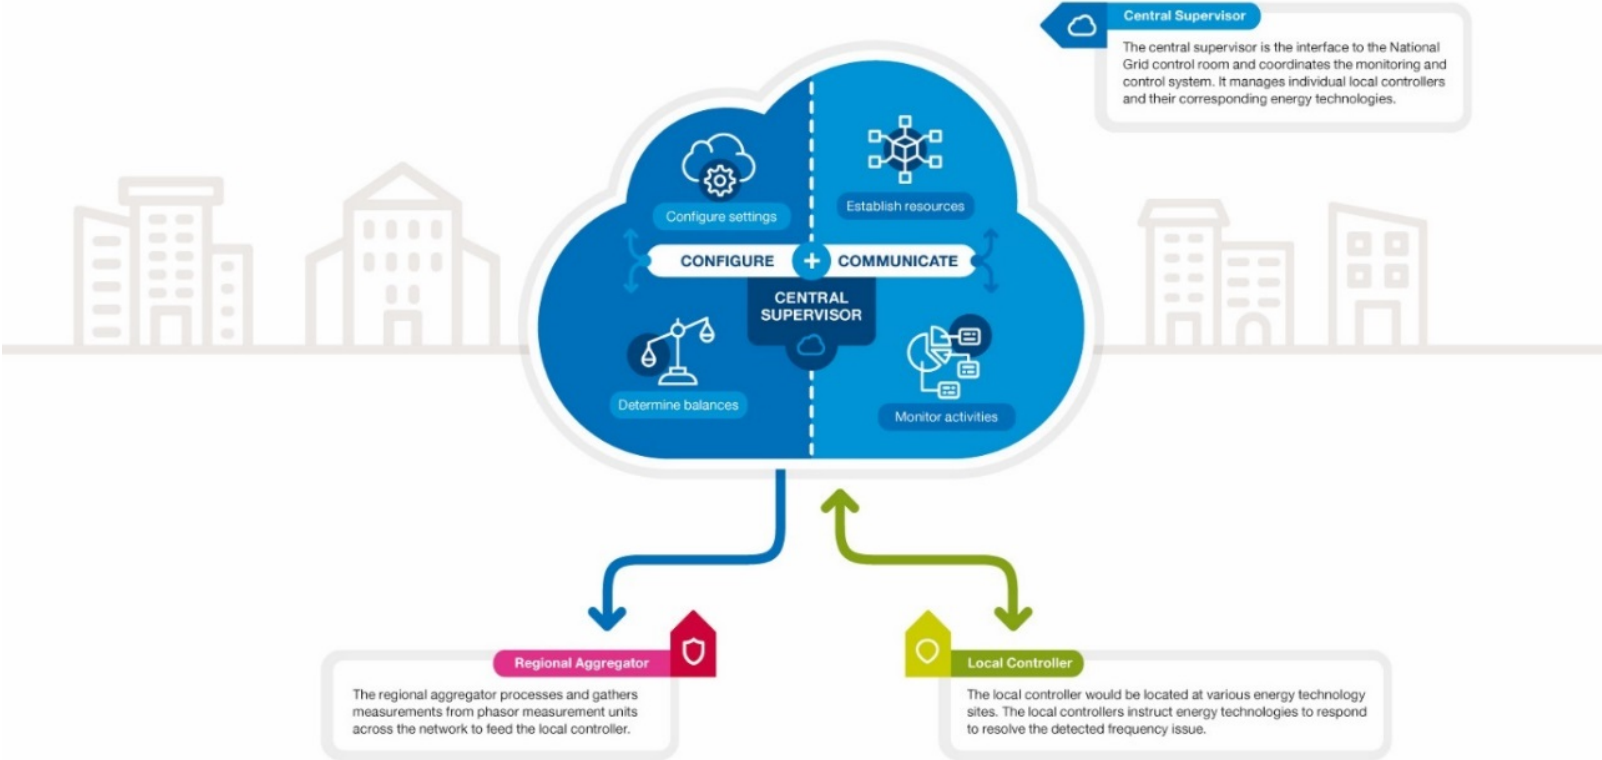 Central Supervisor
The central supervisor is the interface to the National
Grid control room and coordinates the monitoring and
control system. It manages individual local controllers
and their corresponding energy technologies.
Configure settings
Establish resources
CONFIGURE + COMMUNICATE
CENTRAL
SUPERVISOR
Determine balances
Monitor activities
Regional Aggregator
The regional aggregator processes and gathers
measurements from phasor measurement units
across the network to feed the local controller.
Local Controller
The local controller would be located at various energy technology
sites. The local controllers instruct energy technologies to respond
to resolve the detected frequency issue.